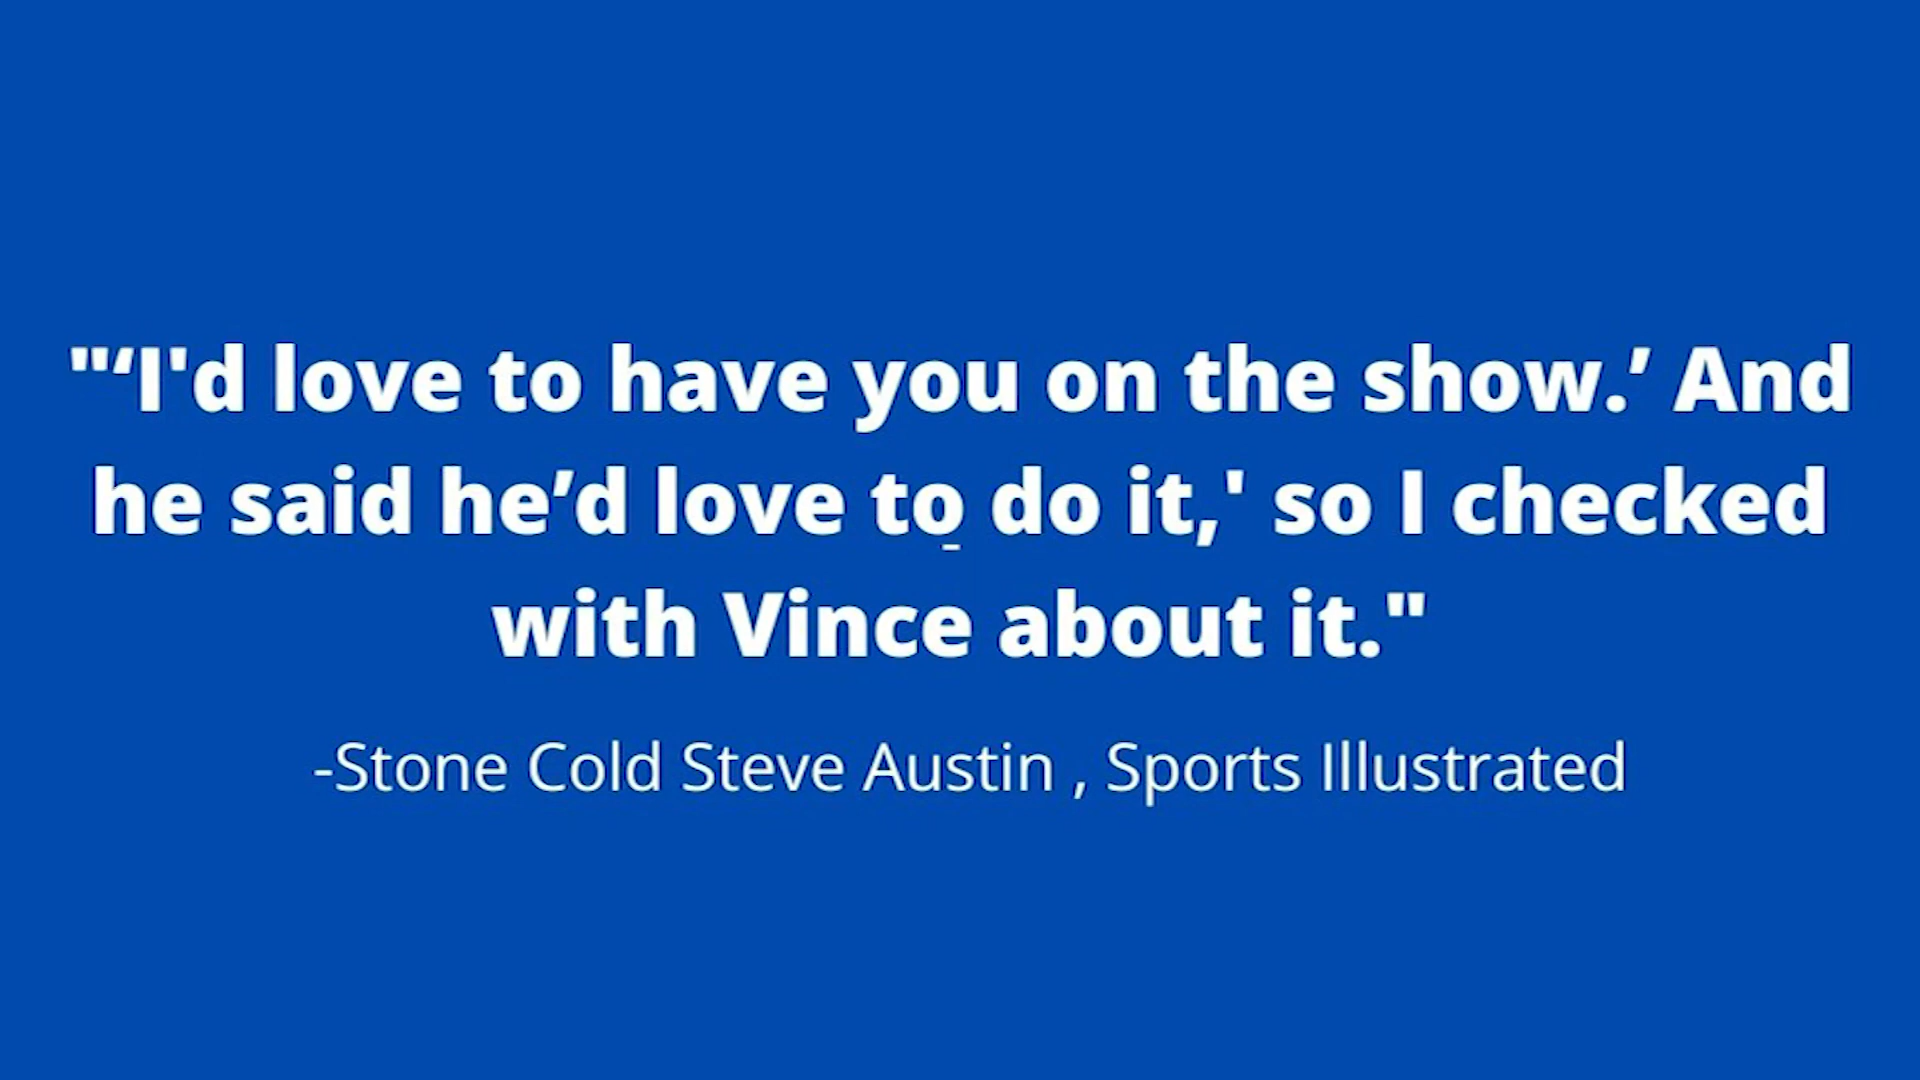 "‘I'd love to have you on the show.’ And
he said he’d love to do it,' so I checked
with Vince about it."
-Stone Cold Steve Austin , Sports Illustrated